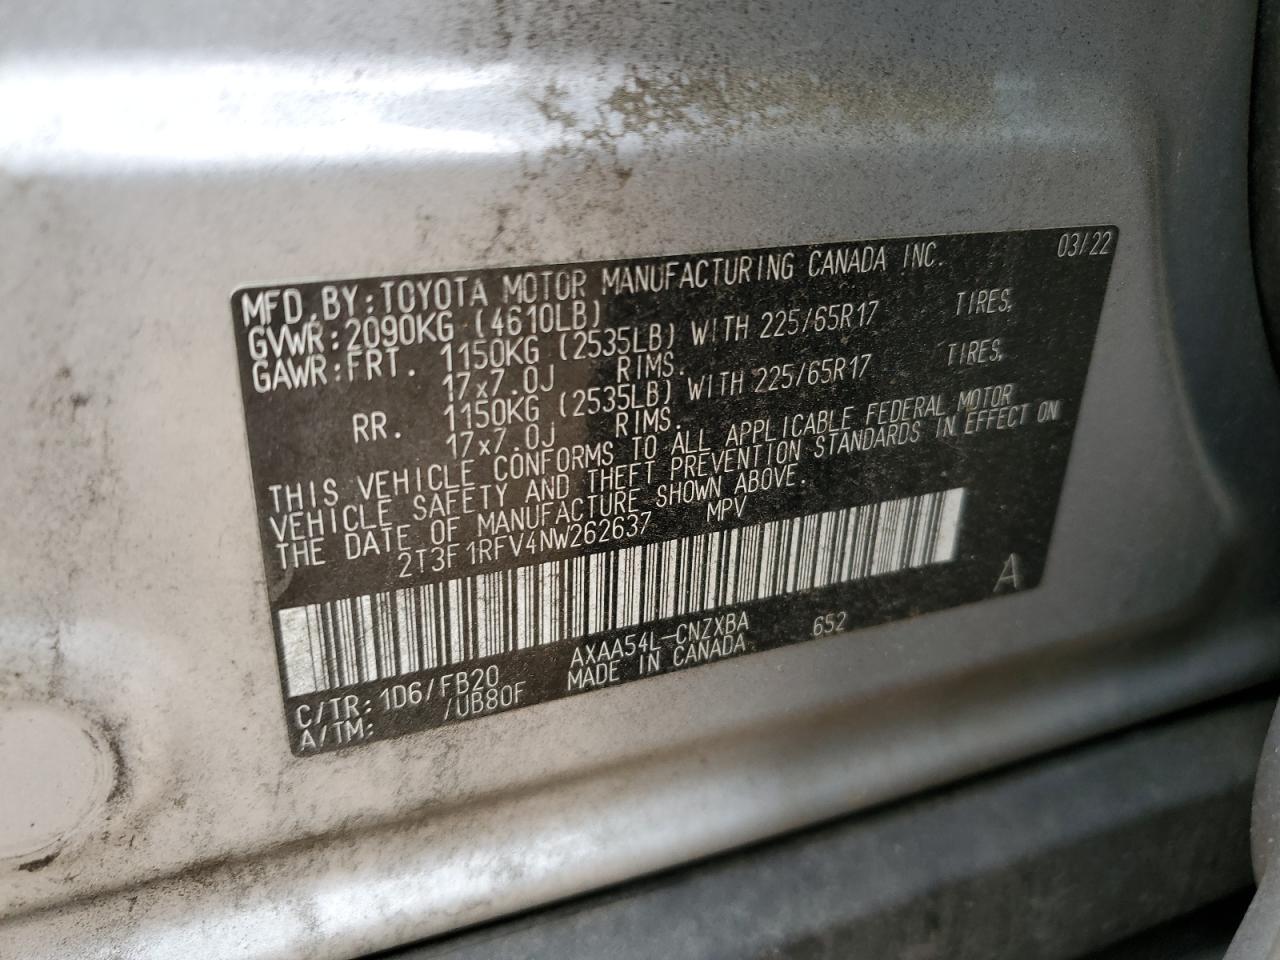 MFD.BY:TOYOTA MOTOR MANUFACTURING CANADA INC. 03/22
GVWR:2090KG (4610LB)
GAWR:FRT. 1150KG (2535LB) WITH 225/65R17 TIRES,
17x7.0J RIMS.
RR. 1150KG (2535LB) WITH 225/65R17 TIRES,
17x7.0J RIMS.
THIS VEHICLE CONFORMS TO ALL APPLICABLE FEDERAL MOTOR
VEHICLE SAFETY AND THEFT PREVENTION STANDARDS IN EFFECT ON
THE DATE OF MANUFACTURE SHOWN ABOVE.
2T3F1RFV4NW262637 MPV
A
C/TR:1D6/FB20 AXAA54L-CNZXBA 652
A/TM: /UB80F MADE IN CANADA